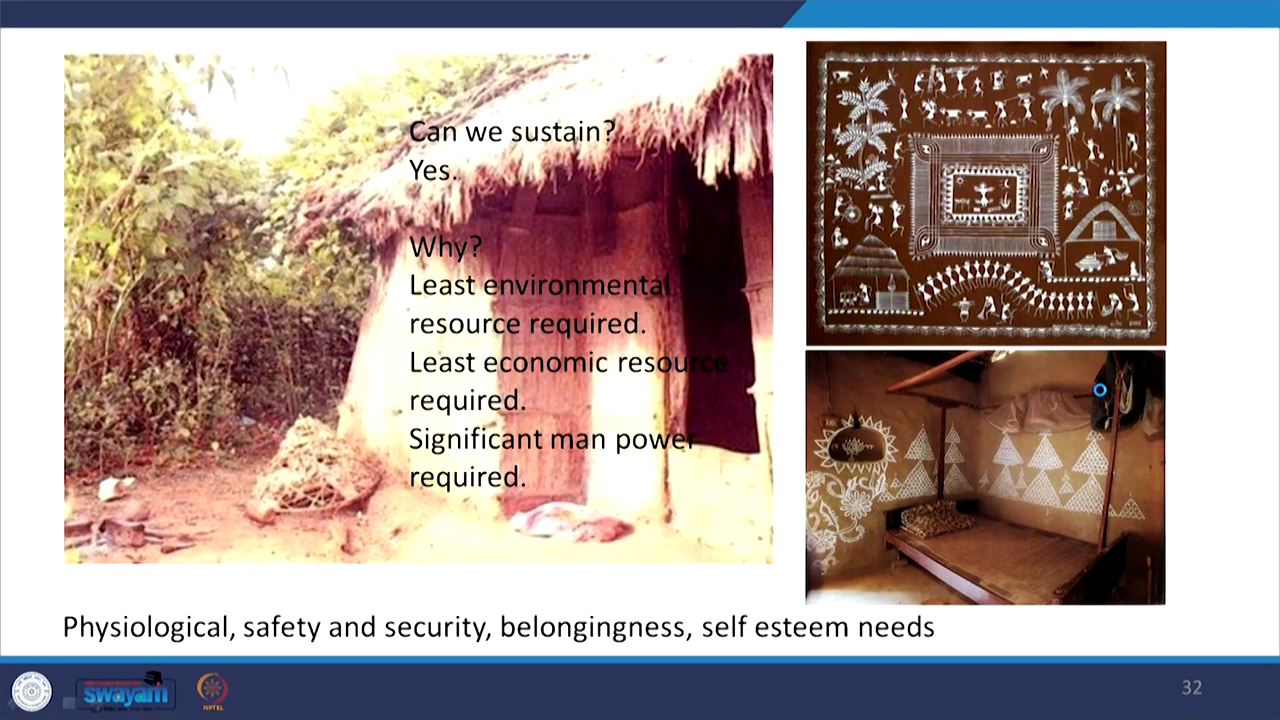 Can we sustain?
Yes.
Why?
Least environmental
resource required.
Least economic resource
required.
Significant man power
required.
Physiological, safety and security, belongingness, self esteem needs
swayam
NPTEL
32